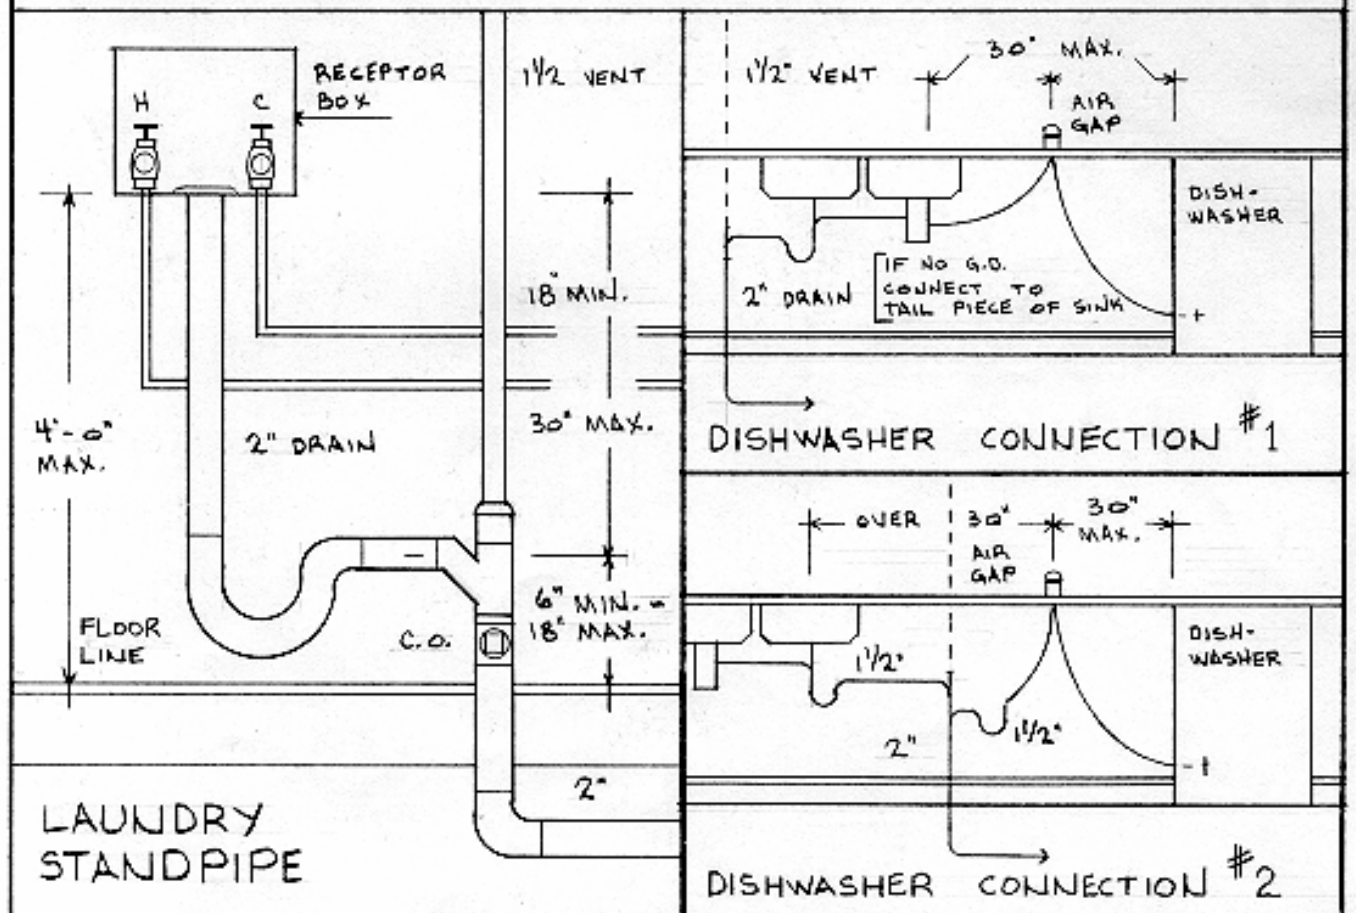 RECEPTOR
BOX
H
C
1½ VENT
18" MIN.
30" MAX.
4'-0"
MAX.
2" DRAIN
FLOOR
LINE
C.O.
6" MIN. -
18" MAX.
2"
LAUNDRY
STANDPIPE
1½" VENT
30" MAX.
AIR
GAP
DISH-
WASHER
2" DRAIN
IF NO G.D.
CONNECT TO
TAIL PIECE OF SINK
DISHWASHER CONNECTION #1
OVER 30"
30"
MAX.
AIR
GAP
DISH-
WASHER
1½"
1½"
2"
DISHWASHER CONNECTION #2